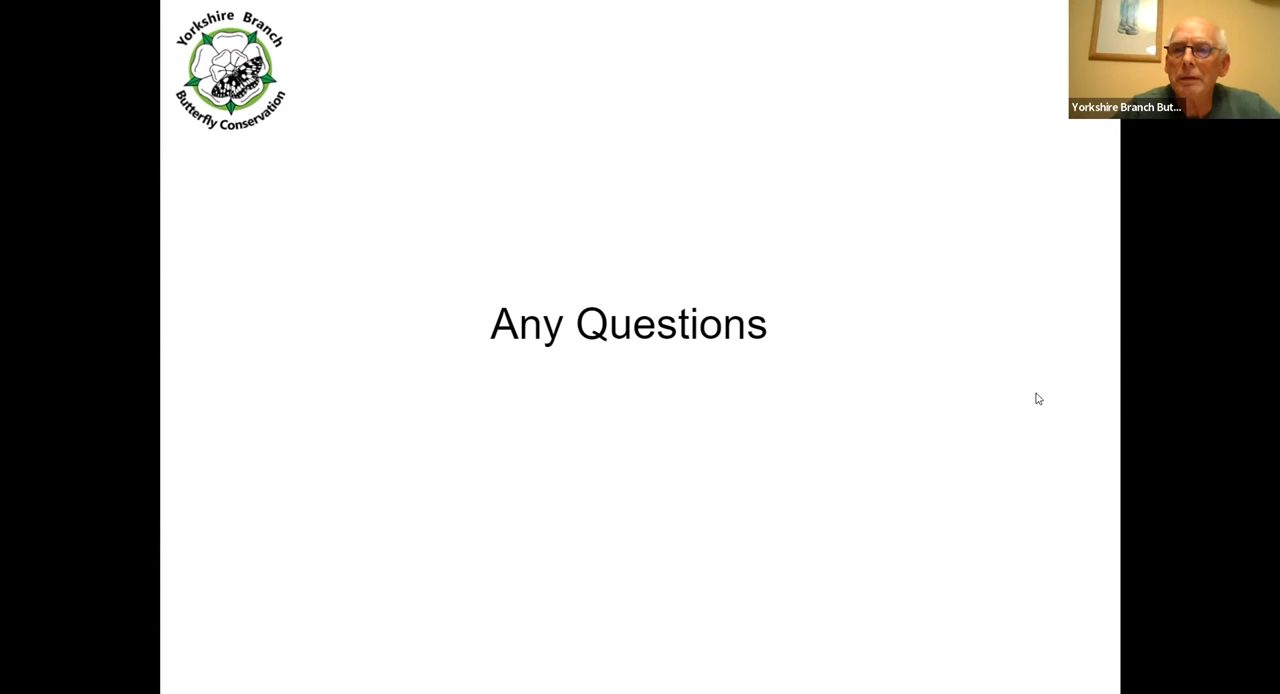 Yorkshire Branch
Butterfly Conservation
Yorkshire Branch But...
Any Questions